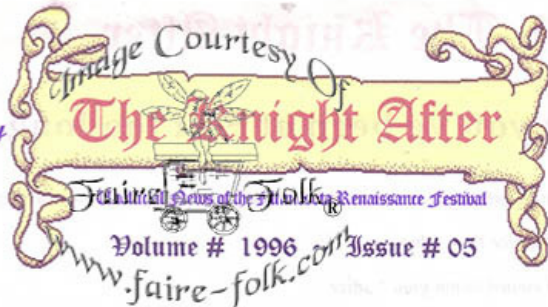 Image Courtesy Of
The Knight After
Faire Folk®
News of the Renaissance Festival
Volume # 1996 ~ Issue # 05
www.faire-folk.com